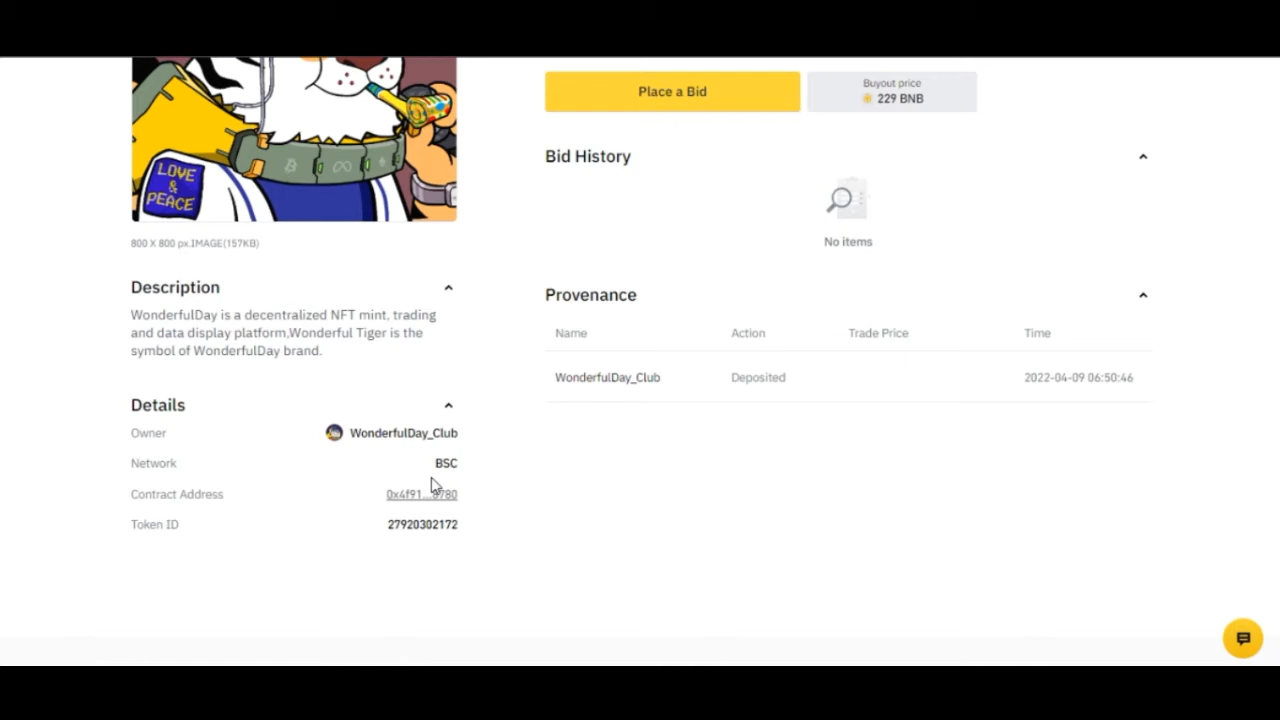 LOVE
&
PEACE
800 X 800 px.IMAGE(157KB)
Description
WonderfulDay is a decentralized NFT mint, trading
and data display platform,Wonderful Tiger is the
symbol of WonderfulDay brand.
Details
Owner WonderfulDay_Club
Network BSC
Contract Address 0x4f91...0780
Token ID 27920302172
Place a Bid
Buyout price
229 BNB
Bid History
No items
Provenance
Name Action Trade Price Time
WonderfulDay_Club Deposited 2022-04-09 06:50:46